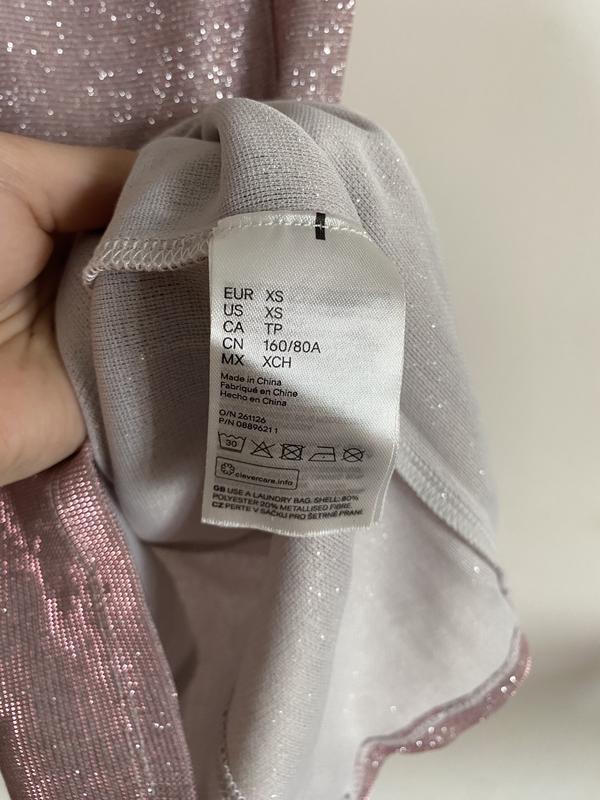 EUR XS
US XS
CA TP
CN 160/80A
MX XCH
Made in China
Fabriqué en Chine
Hecho en China
O/N 261126
P/N 0889621 1
30
clevercare.info
GB USE A LAUNDRY BAG. SHELL: 80%
POLYESTER 20% METALLISED FIBRE
CZ PERTE V SÁČKU PRO ŠETRNÉ PRANÍ